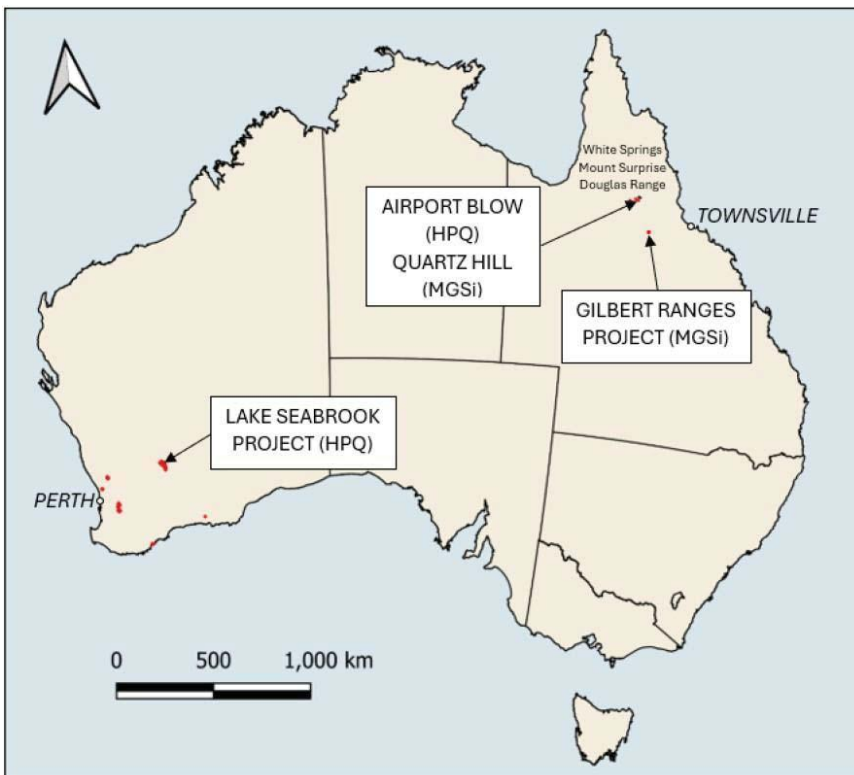 White Springs
Mount Surprise
Douglas Range
AIRPORT BLOW
(HPQ)
QUARTZ HILL
(MGSi)
TOWNSVILLE
GILBERT RANGES
PROJECT (MGSi)
LAKE SEABROOK
PROJECT (HPQ)
PERTH
0 500 1,000 km